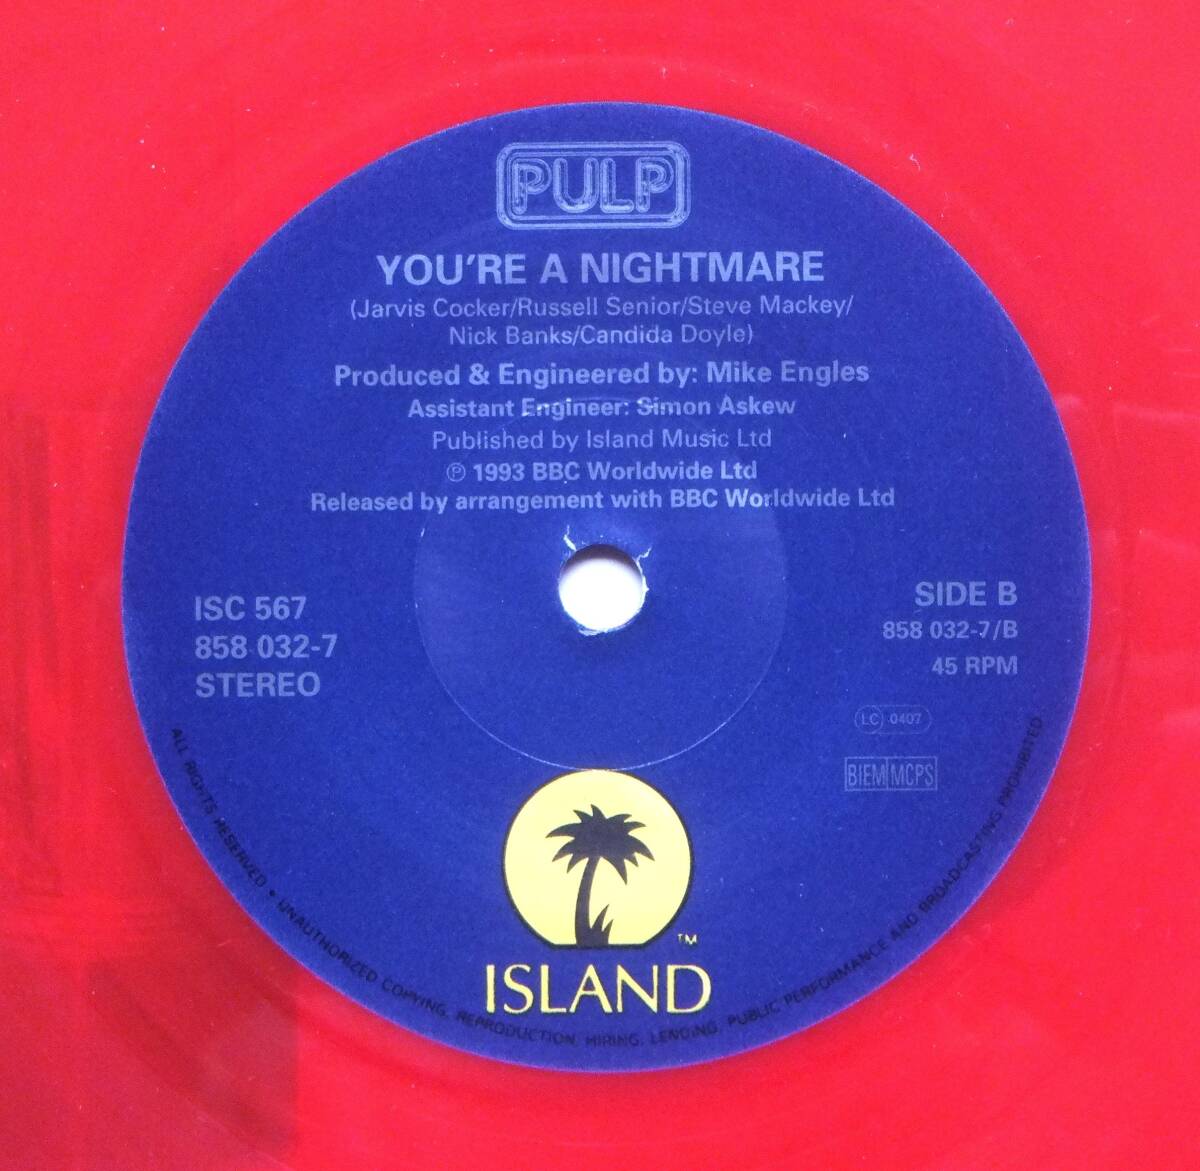 PULP
YOU'RE A NIGHTMARE
(Jarvis Cocker/Russell Senior/Steve Mackey/
Nick Banks/Candida Doyle)
Produced & Engineered by: Mike Engles
Assistant Engineer: Simon Askew
Published by Island Music Ltd
℗ 1993 BBC Worldwide Ltd
Released by arrangement with BBC Worldwide Ltd
ISC 567
858 032-7
STEREO
SIDE B
858 032-7/B
45 RPM
LC 0407
BIEM MCPS
TM
ISLAND
ALL RIGHTS RESERVED • UNAUTHORIZED COPYING, REPRODUCTION, HIRING, LENDING, PUBLIC PERFORMANCE AND BROADCASTING PROHIBITED